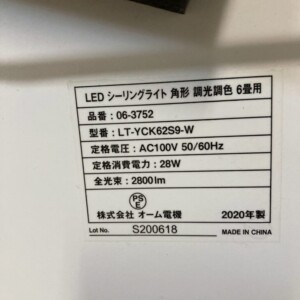 LED シーリングライト 角形 調光調色 6畳用
品番：06-3752
型番：LT-YCK62S9-W
定格電圧：AC100V 50/60Hz
定格消費電力：28W
全光束：2800lm
PSE
株式会社 オーム電機 2020年製
Lot No. S200618 MADE IN CHINA